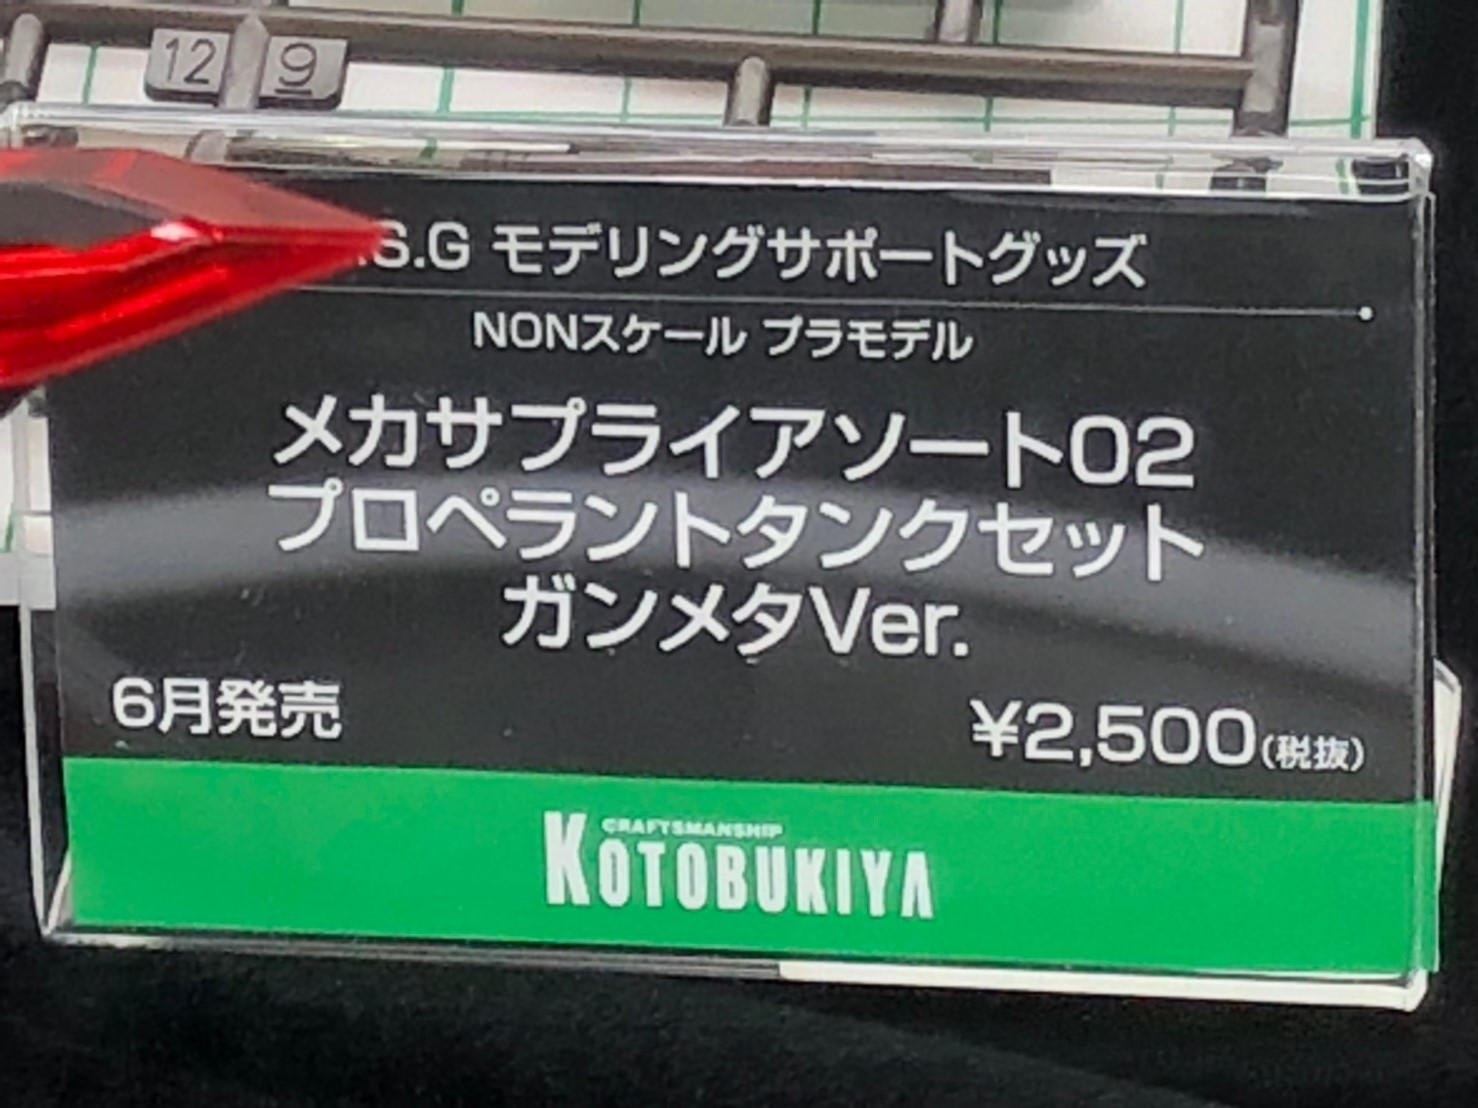 12 9
.S.G モデリングサポートグッズ
NONスケール プラモデル
メカサプライアソート02
プロペラントタンクセット
ガンメタVer.
6月発売
¥2,500(税抜)
CRAFTSMANSHIP
KOTOBUKIYA